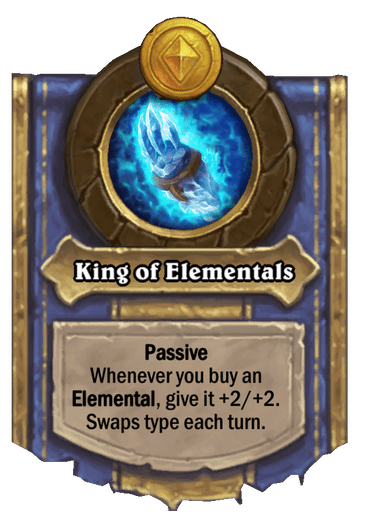 King of Elementals
Passive
Whenever you buy an
Elemental, give it +2/+2.
Swaps type each turn.